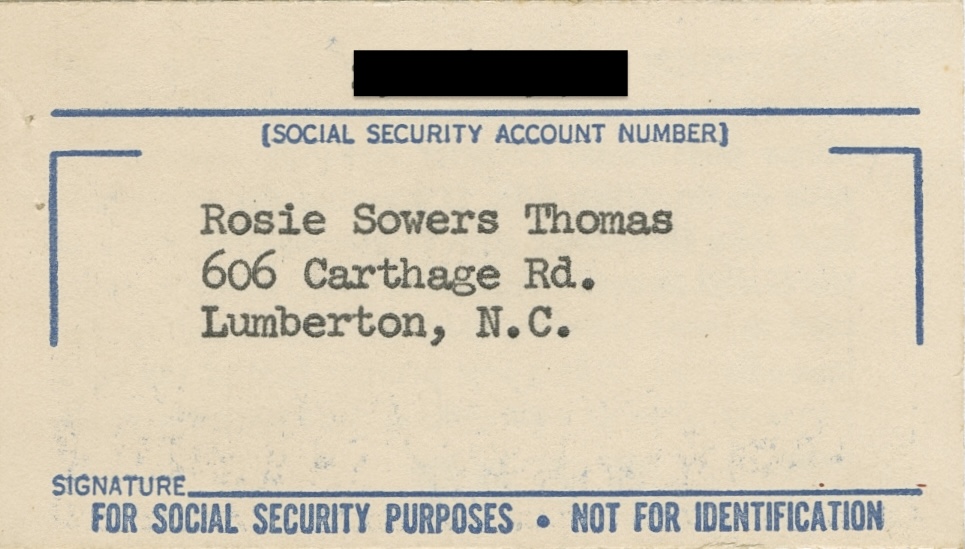 [SOCIAL SECURITY ACCOUNT NUMBER]
Rosie Sowers Thomas
606 Carthage Rd.
Lumberton, N.C.
SIGNATURE
FOR SOCIAL SECURITY PURPOSES • NOT FOR IDENTIFICATION